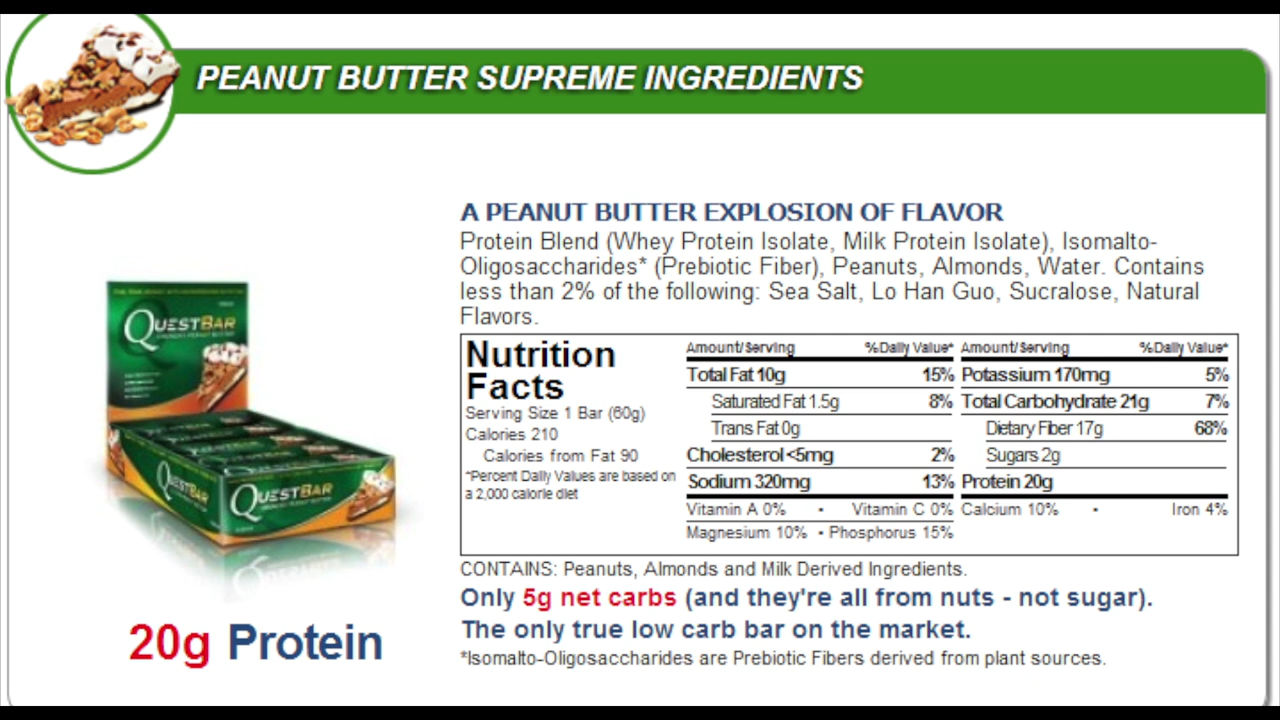 PEANUT BUTTER SUPREME INGREDIENTS
A PEANUT BUTTER EXPLOSION OF FLAVOR
Protein Blend (Whey Protein Isolate, Milk Protein Isolate), Isomalto-
Oligosaccharides* (Prebiotic Fiber), Peanuts, Almonds, Water. Contains
less than 2% of the following: Sea Salt, Lo Han Guo, Sucralose, Natural
Flavors.
Nutrition
Facts
Serving Size 1 Bar (60g)
Calories 210
Calories from Fat 90
*Percent Daily Values are based on
a 2,000 calorie diet
Amount/Serving %Daily Value*
Total Fat 10g 15%
Saturated Fat 1.5g 8%
Trans Fat 0g
Cholesterol <5mg 2%
Sodium 320mg 13%
Vitamin A 0% • Vitamin C 0%
Magnesium 10% • Phosphorus 15%
Amount/Serving %Daily Value*
Potassium 170mg 5%
Total Carbohydrate 21g 7%
Dietary Fiber 17g 68%
Sugars 2g
Protein 20g
Calcium 10% • Iron 4%
CONTAINS: Peanuts, Almonds and Milk Derived Ingredients.
Only 5g net carbs (and they're all from nuts - not sugar).
The only true low carb bar on the market.
*Isomalto-Oligosaccharides are Prebiotic Fibers derived from plant sources.
QUESTBAR
QUESTBAR
QUESTBAR
20g Protein